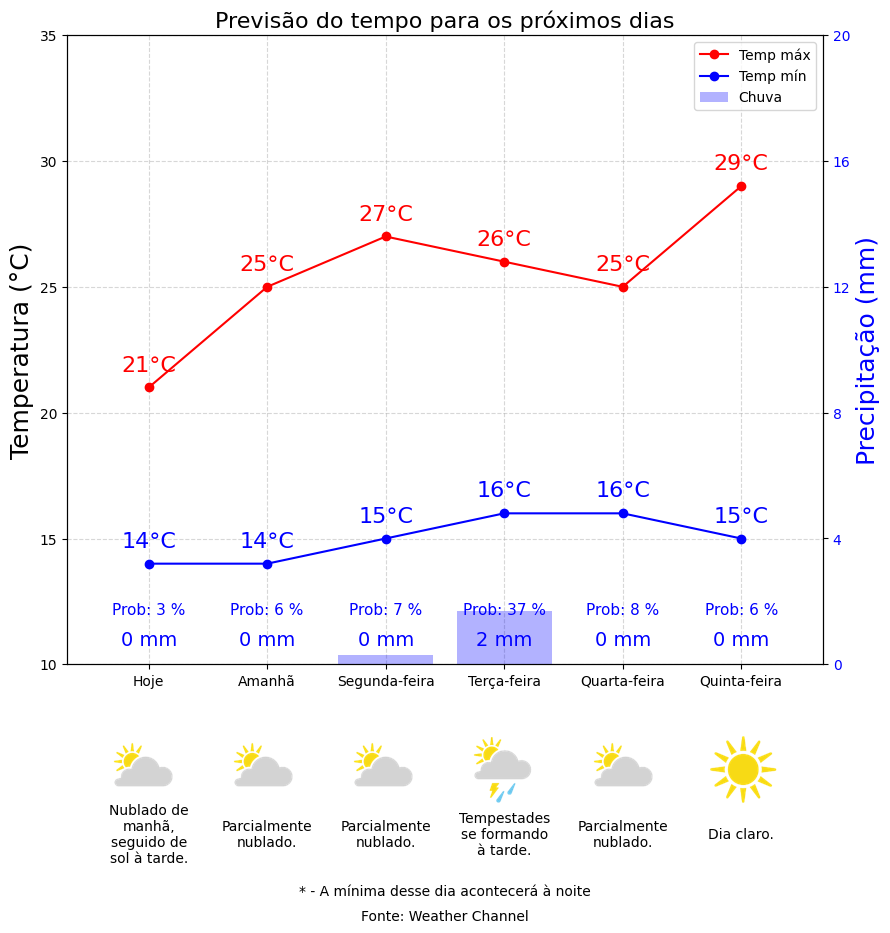 Previsão do tempo para os próximos dias
35
30
25
20
15
10
Temperatura (°C)
20
16
12
8
4
0
Precipitação (mm)
Temp máx
Temp mín
Chuva
21°C
25°C
27°C
26°C
25°C
29°C
14°C
14°C
15°C
16°C
16°C
15°C
Prob: 3 %
Prob: 6 %
Prob: 7 %
Prob: 37 %
Prob: 8 %
Prob: 6 %
0 mm
0 mm
0 mm
2 mm
0 mm
0 mm
Hoje
Amanhã
Segunda-feira
Terça-feira
Quarta-feira
Quinta-feira
Nublado de
manhã,
seguido de
sol à tarde.
Parcialmente
nublado.
Parcialmente
nublado.
Tempestades
se formando
à tarde.
Parcialmente
nublado.
Dia claro.
* - A mínima desse dia acontecerá à noite
Fonte: Weather Channel